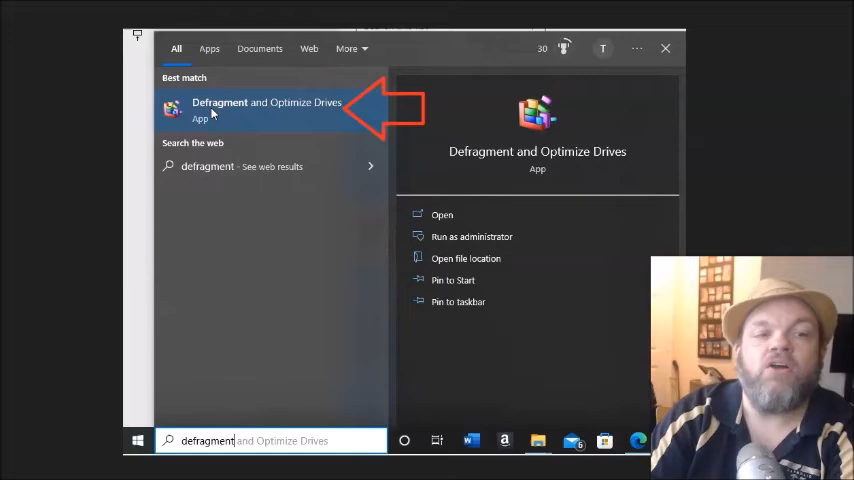 All Apps Documents Web More 30 T
Best match
Defragment and Optimize Drives
App
Search the web
defragment - See web results
Defragment and Optimize Drives
App
Open
Run as administrator
Open file location
Pin to Start
Pin to taskbar
defragment and Optimize Drives
6